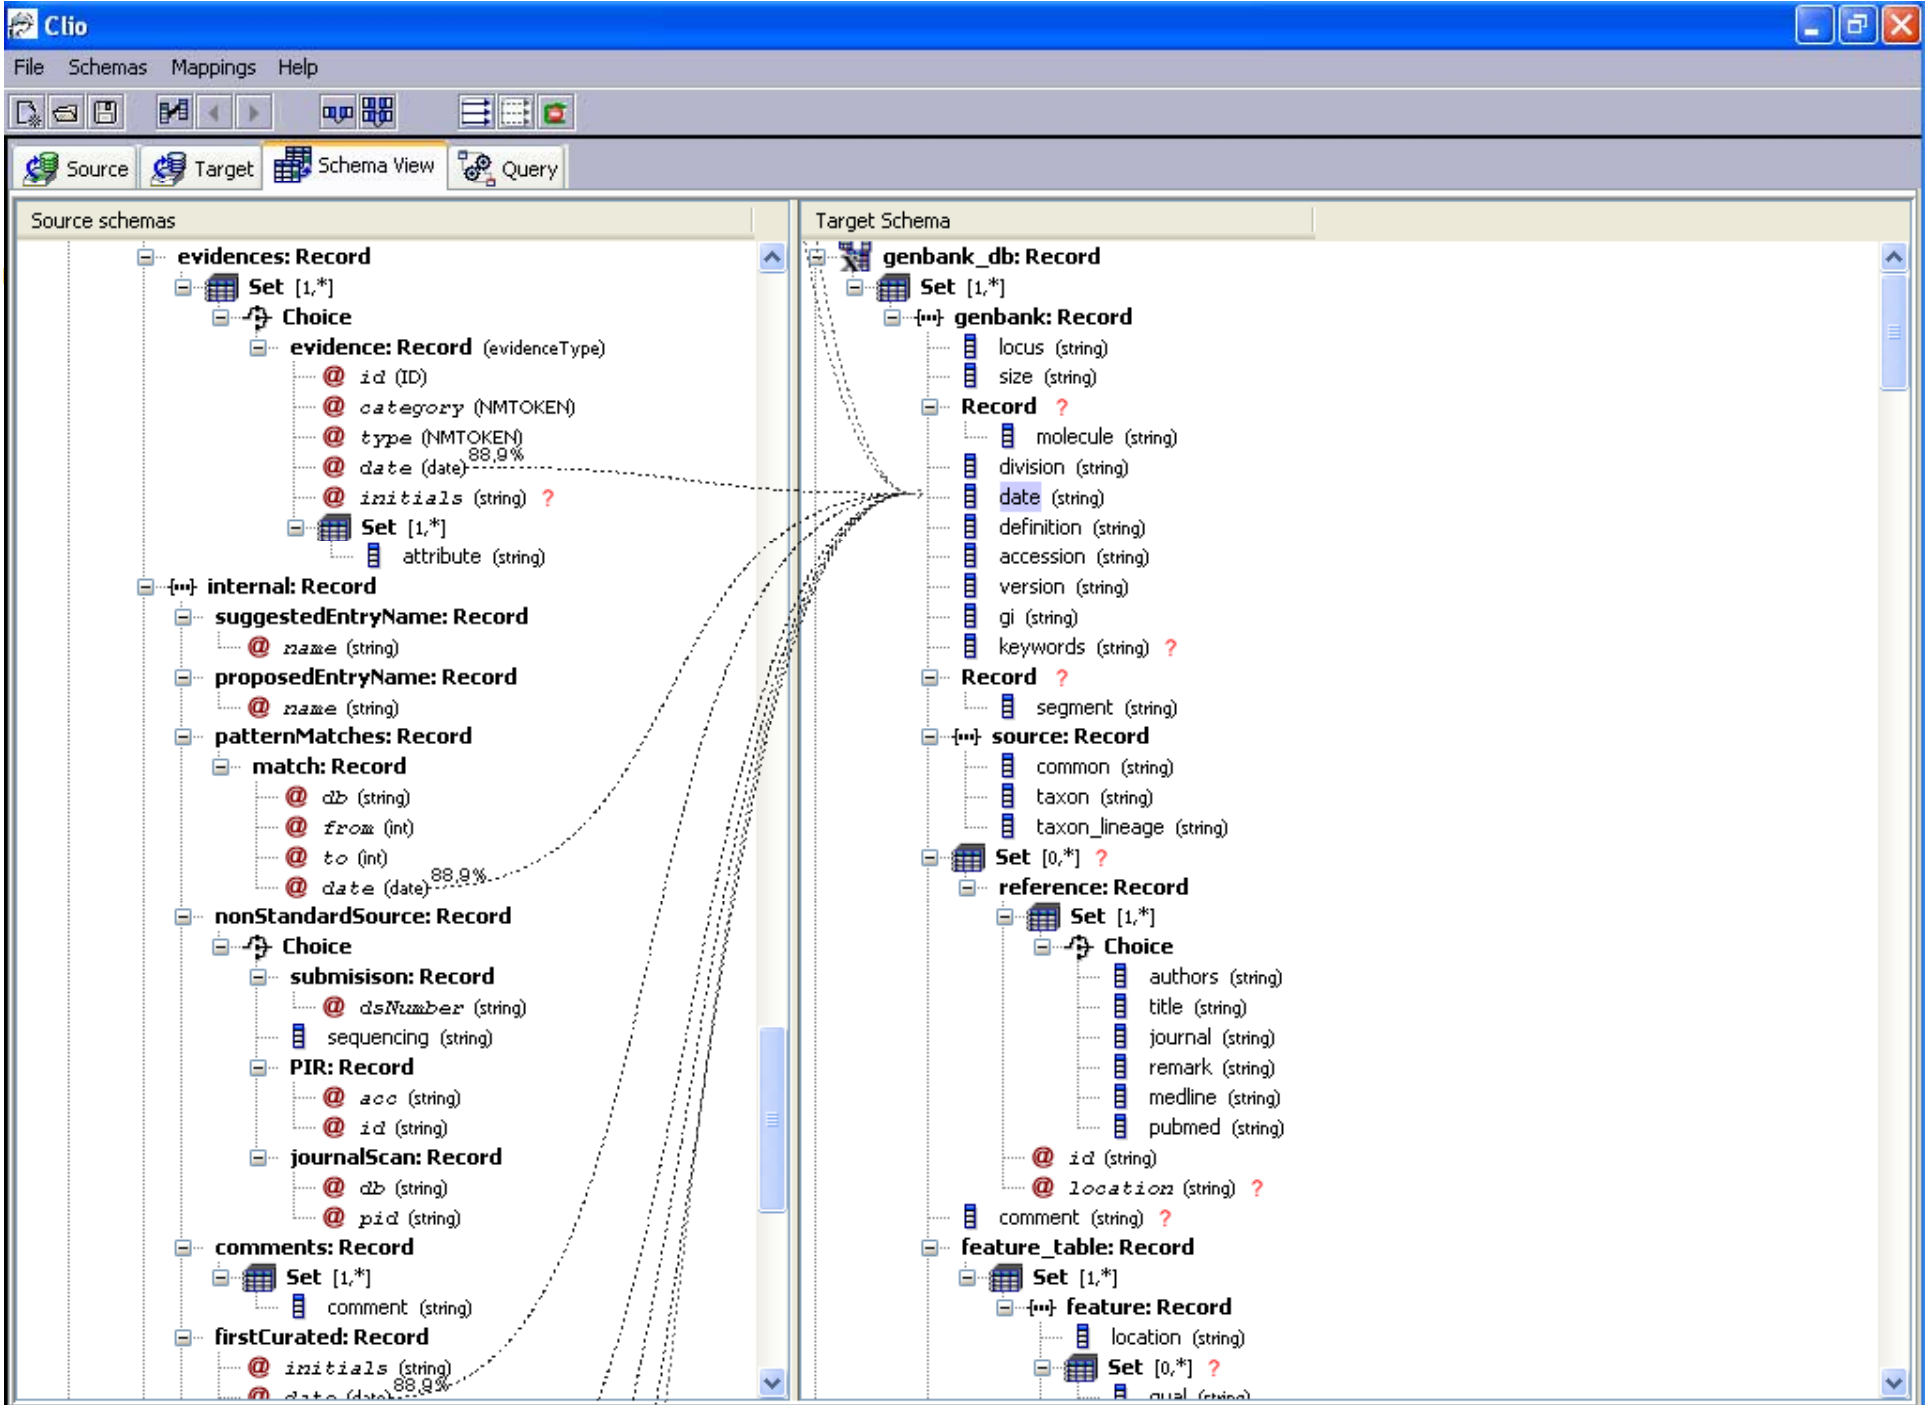 Clio
File Schemas Mappings Help
Source Target Schema View Query
Source schemas
evidences: Record
Set [1,*]
Choice
evidence: Record (evidenceType)
@ id (ID)
@ category (NMTOKEN)
@ type (NMTOKEN)
@ date (date) 88,9%
@ initials (string) ?
Set [1,*]
attribute (string)
{...} internal: Record
suggestedEntryName: Record
@ name (string)
proposedEntryName: Record
@ name (string)
patternMatches: Record
match: Record
@ db (string)
@ from (int)
@ to (int)
@ date (date) 88,9%
nonStandardSource: Record
Choice
submisison: Record
@ dsNumber (string)
sequencing (string)
PIR: Record
@ acc (string)
@ id (string)
journalScan: Record
@ db (string)
@ pid (string)
comments: Record
Set [1,*]
comment (string)
firstCurated: Record
@ initials (string)
@ date (date) 88,9%
Target Schema
genbank_db: Record
Set [1,*]
{...} genbank: Record
locus (string)
size (string)
Record ?
molecule (string)
division (string)
date (string)
definition (string)
accession (string)
version (string)
gi (string)
keywords (string) ?
Record ?
segment (string)
{...} source: Record
common (string)
taxon (string)
taxon_lineage (string)
Set [0,*] ?
reference: Record
Set [1,*]
Choice
authors (string)
title (string)
journal (string)
remark (string)
medline (string)
pubmed (string)
@ id (string)
@ location (string) ?
comment (string) ?
feature_table: Record
Set [1,*]
{...} feature: Record
location (string)
Set [0,*] ?
qual (string)